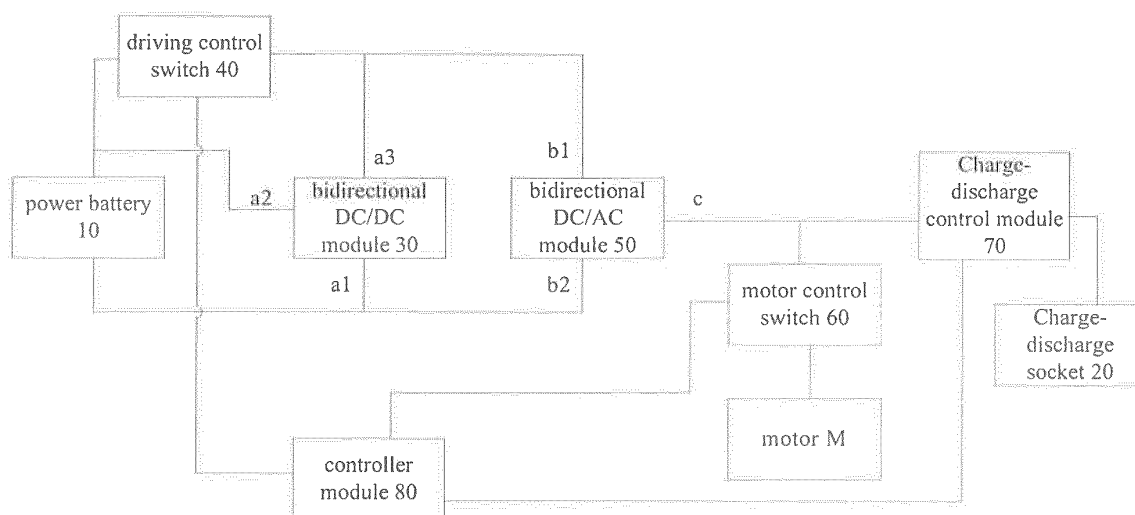 driving control
switch 40
a3
b1
power battery
10
a2
bidirectional
DC/DC
module 30
bidirectional
DC/AC
module 50
c
Charge-
discharge
control module
70
a1
b2
motor control
switch 60
Charge-
discharge
socket 20
motor M
controller
module 80